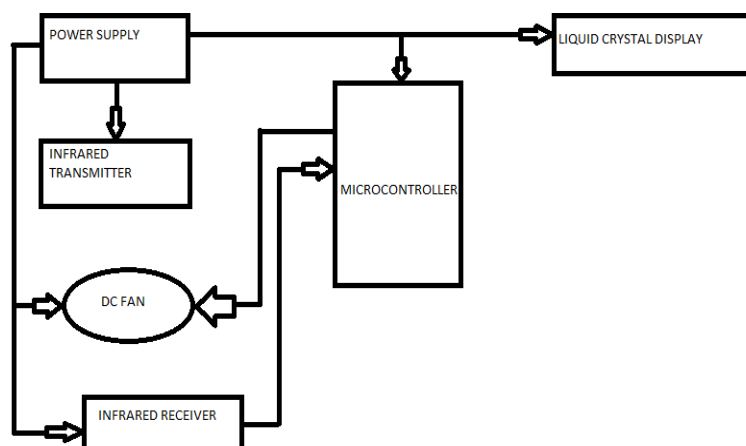 POWER SUPPLY
LIQUID CRYSTAL DISPLAY
INFRARED
TRANSMITTER
MICROCONTROLLER
DC FAN
INFRARED RECEIVER